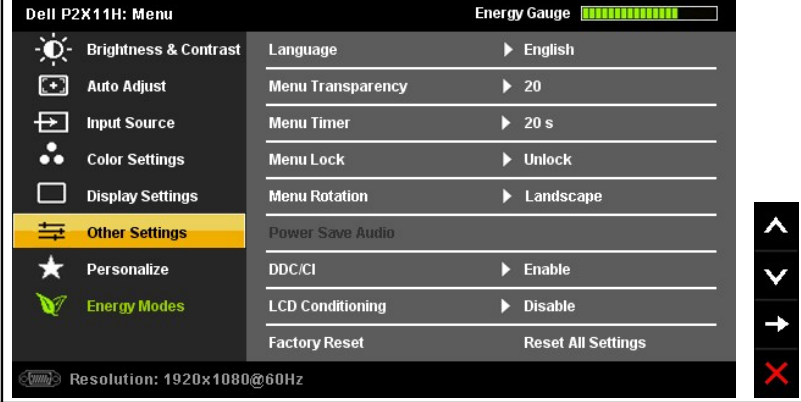 Dell P2X11H: Menu Energy Gauge
Brightness & Contrast Language English
Auto Adjust Menu Transparency 20
Input Source Menu Timer 20 s
Color Settings Menu Lock Unlock
Display Settings Menu Rotation Landscape
Other Settings Power Save Audio
Personalize DDC/CI Enable
Energy Modes LCD Conditioning Disable
Factory Reset Reset All Settings
Resolution: 1920x1080@60Hz